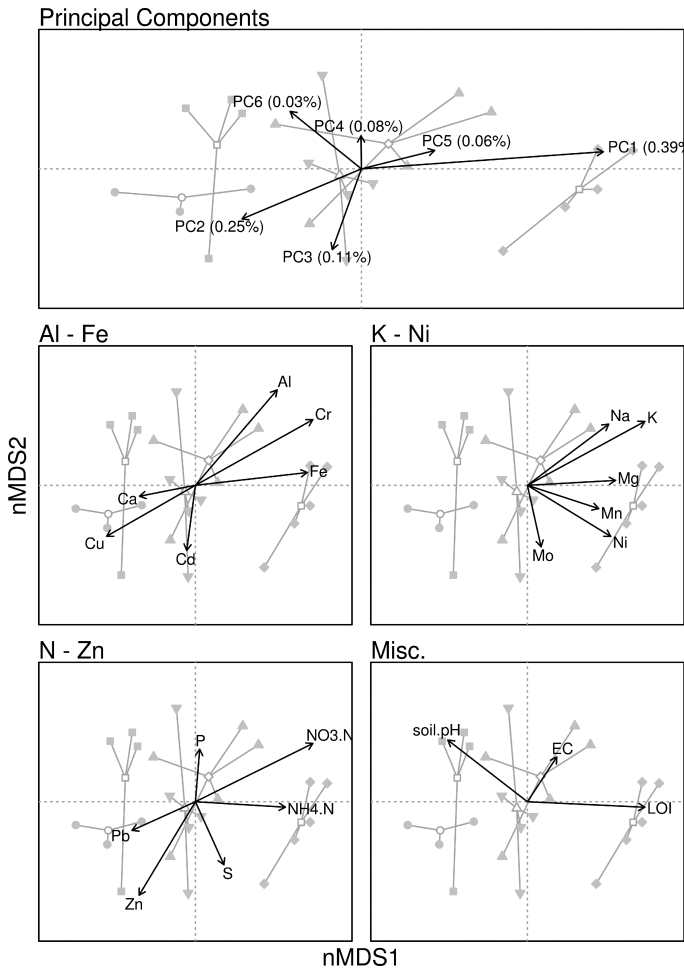 Principal Components
PC6 (0.03%)
PC4 (0.08%)
PC5 (0.06%)
PC1 (0.39%
PC2 (0.25%)
PC3 (0.11%)
Al - Fe
Al
Cr
Fe
Ca
Cu
Cd
K - Ni
Na
K
Mg
Mn
Ni
Mo
nMDS2
N - Zn
P
NO3.N
NH4.N
Pb
S
Zn
Misc.
soil.pH
EC
LOI
nMDS1